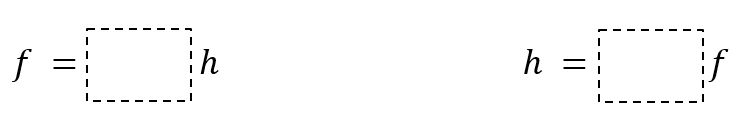 f = h h = f